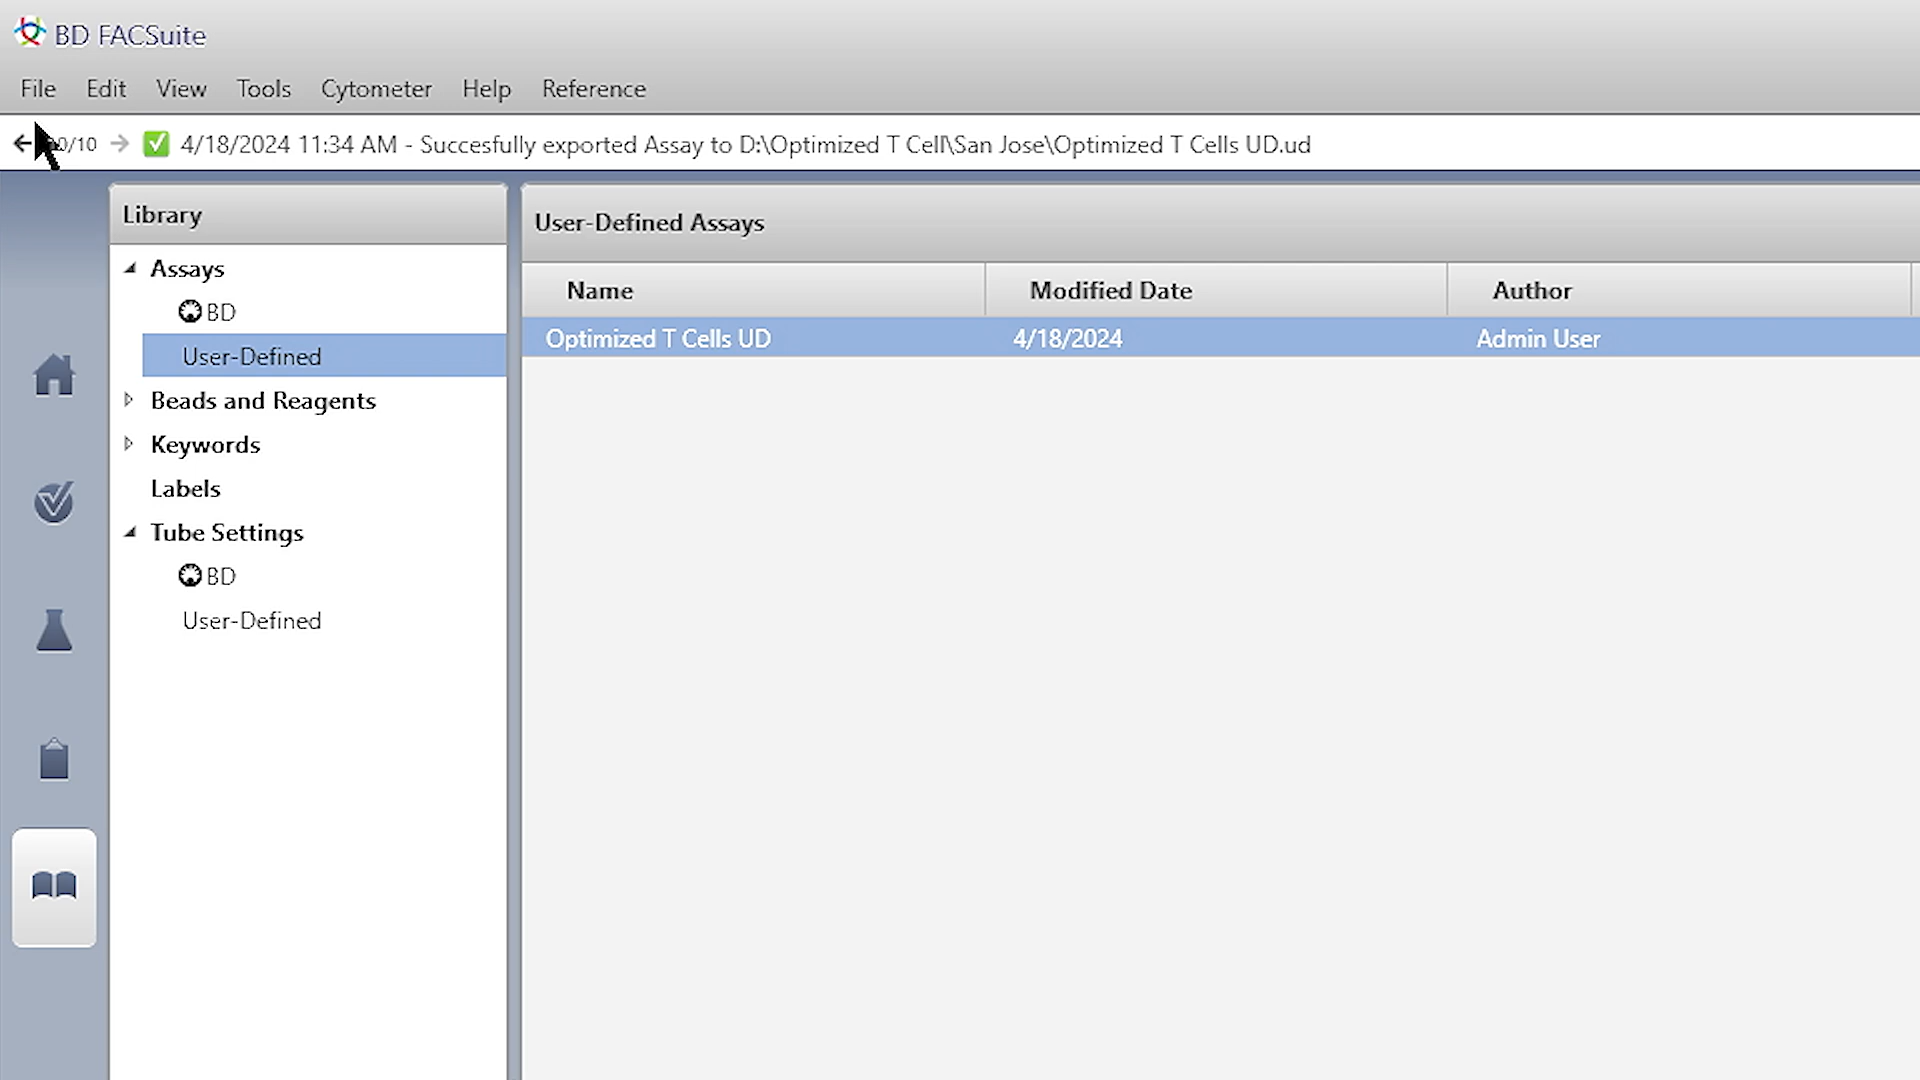 BD FACSuite
File Edit View Tools Cytometer Help Reference
4/18/2024 11:34 AM - Succesfully exported Assay to D:\Optimized T Cell\San Jose\Optimized T Cells UD.ud
Library
Assays
BD
User-Defined
Beads and Reagents
Keywords
Labels
Tube Settings
BD
User-Defined
User-Defined Assays
Name Modified Date Author
Optimized T Cells UD 4/18/2024 Admin User